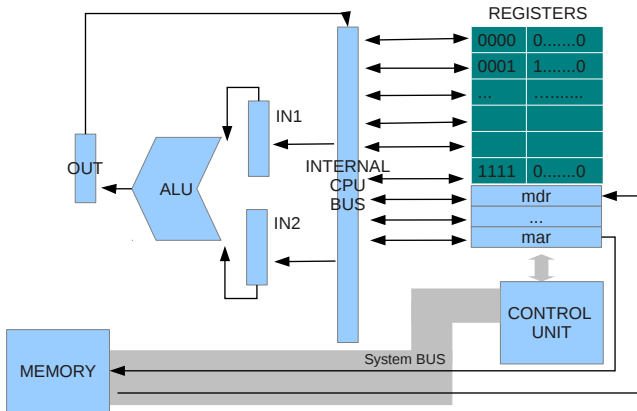 REGISTERS
0000 0.......0
0001 1.......0
... ..........
1111 0.......0
mdr
...
mar
IN1
OUT
ALU
INTERNAL
CPU
BUS
IN2
CONTROL
UNIT
System BUS
MEMORY